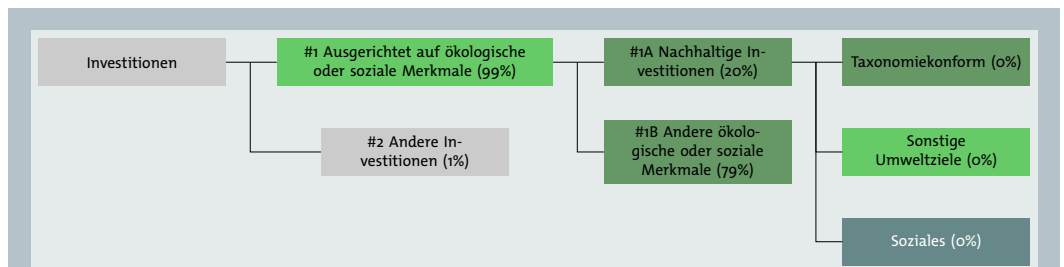 Investitionen
#1 Ausgerichtet auf ökologische
oder soziale Merkmale (99%)
#1A Nachhaltige In-
vestitionen (20%)
Taxonomiekonform (0%)
#2 Andere In-
vestitionen (1%)
#1B Andere ökolo-
gische oder soziale
Merkmale (79%)
Sonstige
Umweltziele (0%)
Soziales (0%)